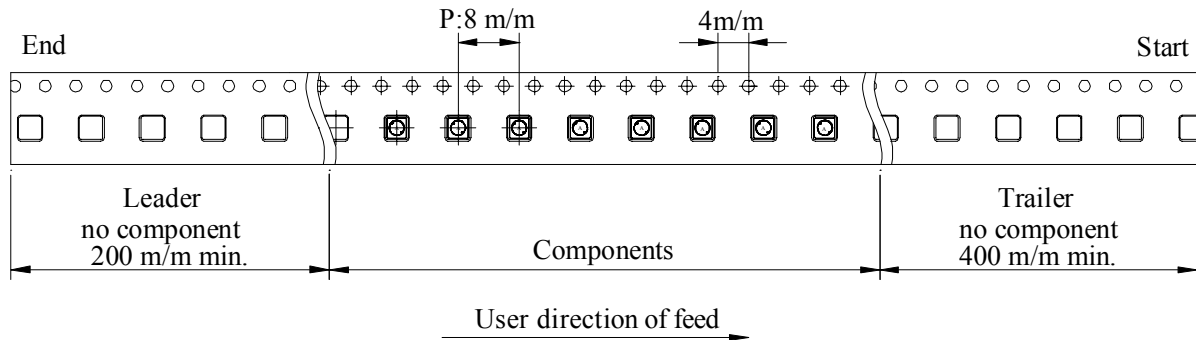 P:8 m/m
4m/m
End
Start
Leader
no component
200 m/m min.
Components
Trailer
no component
400 m/m min.
User direction of feed